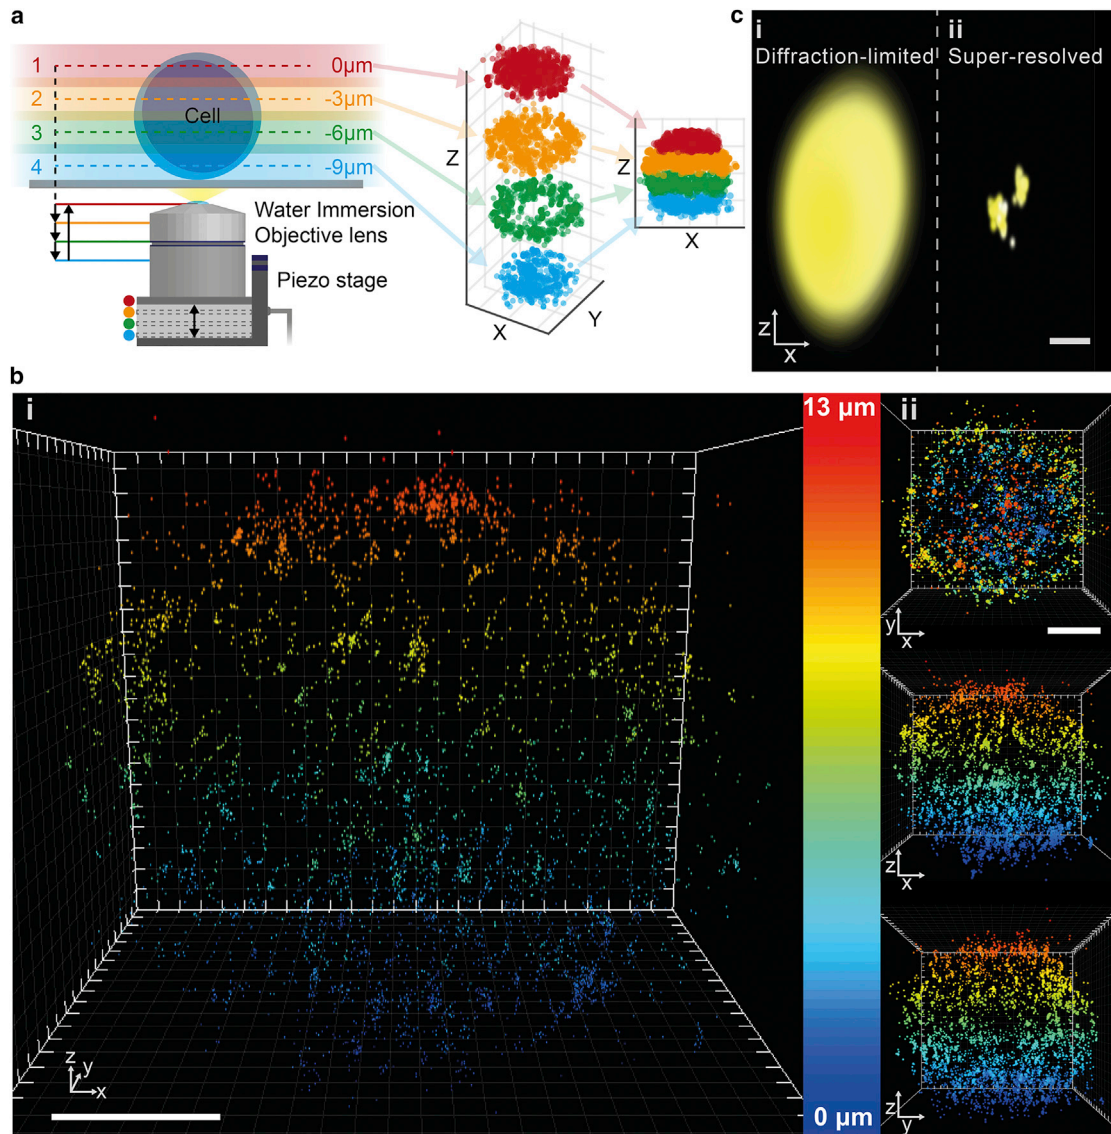 a
1
0µm
2
-3µm
Cell
3
-6µm
4
-9µm
Water Immersion
Objective lens
Piezo stage
Z
X
Y
Z
X
c
i
ii
Diffraction-limited
Super-resolved
z
x
b
i
13 µm
0 µm
z
y
x
ii
y
x
z
x
z
y